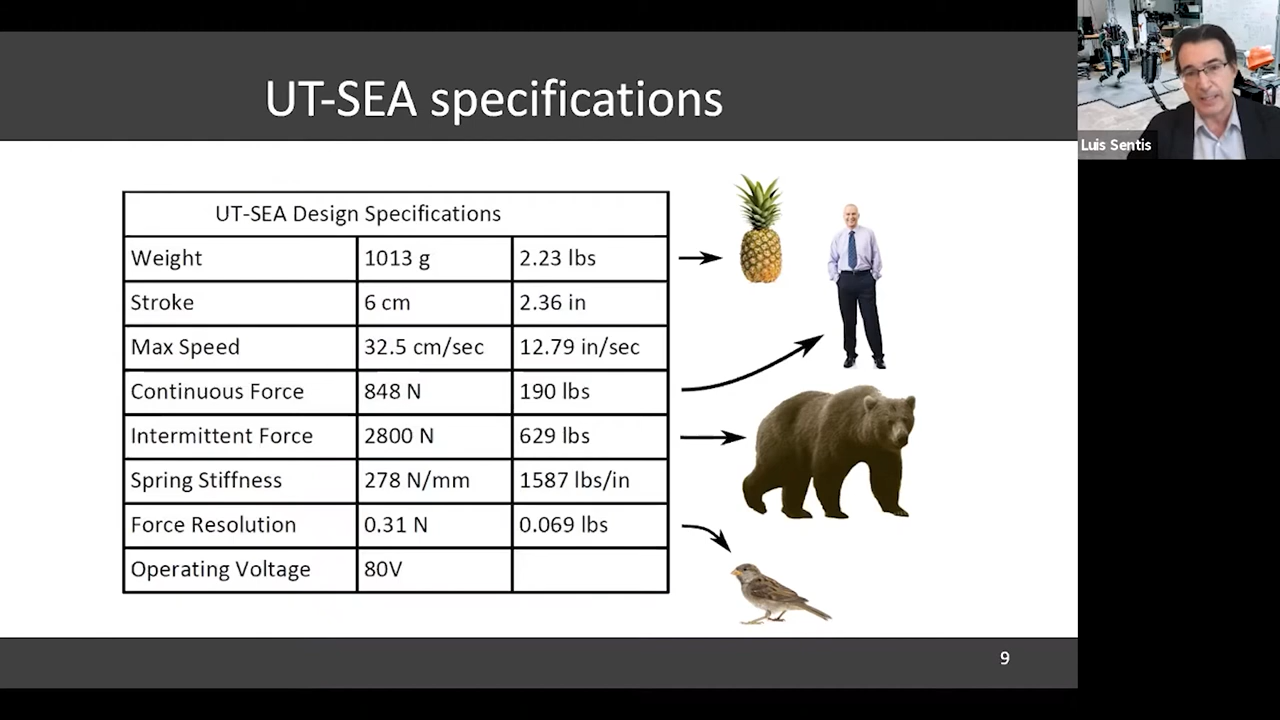 UT-SEA specifications
Luis Sentis
UT-SEA Design Specifications
Weight 1013 g 2.23 lbs
Stroke 6 cm 2.36 in
Max Speed 32.5 cm/sec 12.79 in/sec
Continuous Force 848 N 190 lbs
Intermittent Force 2800 N 629 lbs
Spring Stiffness 278 N/mm 1587 lbs/in
Force Resolution 0.31 N 0.069 lbs
Operating Voltage 80V
9